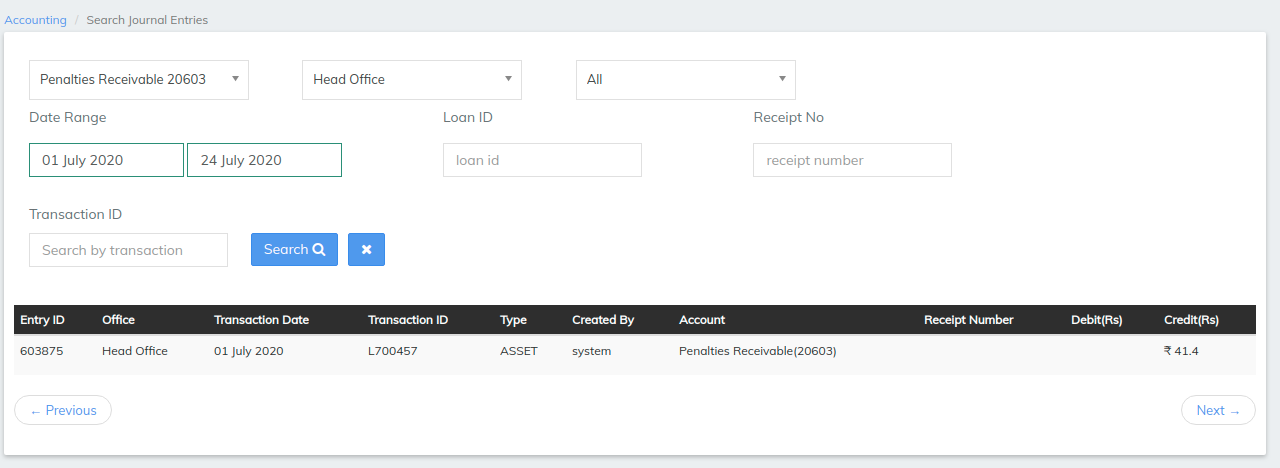 Accounting / Search Journal Entries
Penalties Receivable 20603 Head Office All
Date Range Loan ID Receipt No
01 July 2020 24 July 2020 loan id receipt number
Transaction ID
Search by transaction Search
Entry ID Office Transaction Date Transaction ID Type Created By Account Receipt Number Debit(Rs) Credit(Rs)
603875 Head Office 01 July 2020 L700457 ASSET system Penalties Receivable(20603) ₹ 41.4
← Previous Next →